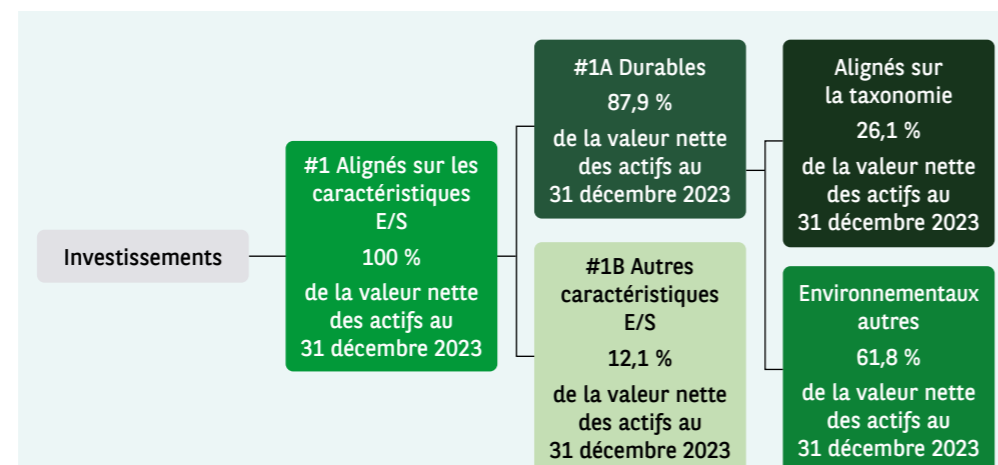 Investissements
#1 Alignés sur les
caractéristiques
E/S
100 %
de la valeur nette
des actifs au
31 décembre 2023
#1A Durables
87,9 %
de la valeur nette
des actifs au
31 décembre 2023
#1B Autres
caractéristiques
E/S
12,1 %
de la valeur nette
des actifs au
31 décembre 2023
Alignés sur
la taxonomie
26,1 %
de la valeur nette
des actifs au
31 décembre 2023
Environnementaux
autres
61,8 %
de la valeur nette
des actifs au
31 décembre 2023